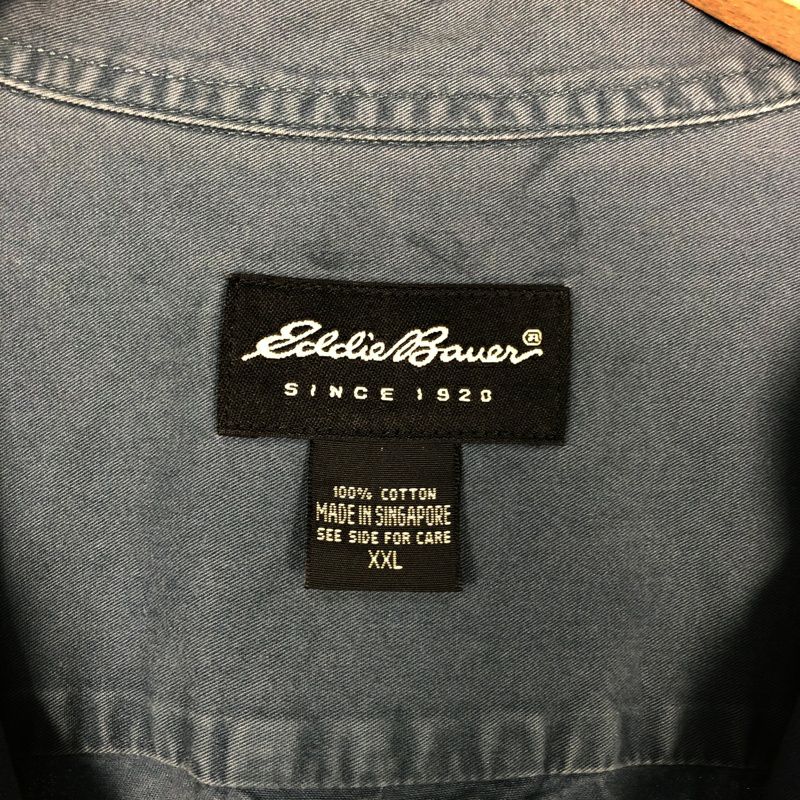 Eddie Bauer®
SINCE 1920
100% COTTON
MADE IN SINGAPORE
SEE SIDE FOR CARE
XXL